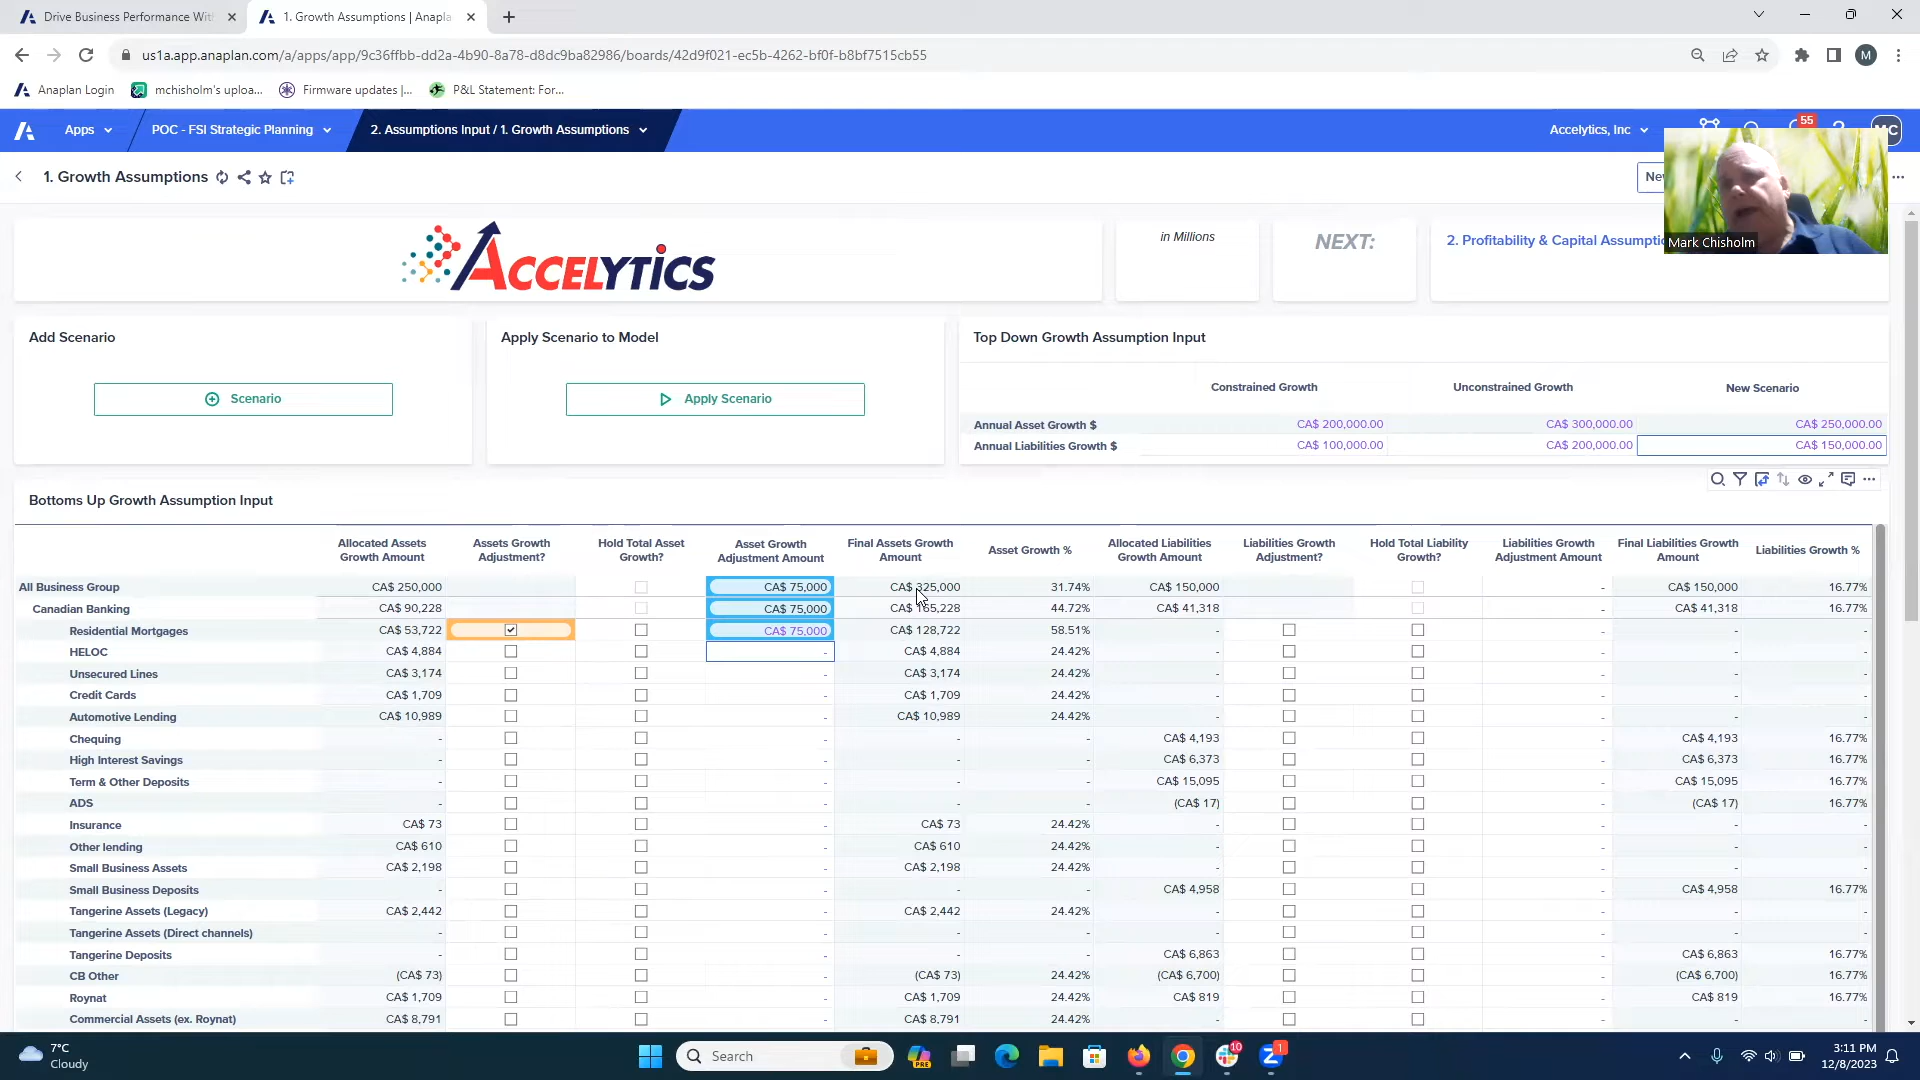 Drive Business Performance With
1. Growth Assumptions | Anapla
us1a.app.anaplan.com/a/apps/app/9c36ffbb-dd2a-4b90-8a78-d8dc9ba82986/boards/42d9f021-ec5b-4262-bf0f-b8bf7515cb55
M
Anaplan Login
mchisholm's uploa...
Firmware updates |...
P&L Statement: For...
Apps
POC - FSI Strategic Planning
2. Assumptions Input / 1. Growth Assumptions
Accelytics, Inc
55
MC
1. Growth Assumptions
Mark Chisholm
ACCELYTICS
in Millions
NEXT:
2. Profitability & Capital Assumptio
Add Scenario
Scenario
Apply Scenario to Model
Apply Scenario
Top Down Growth Assumption Input
Constrained Growth Unconstrained Growth New Scenario
Annual Asset Growth $ CA$ 200,000.00 CA$ 300,000.00 CA$ 250,000.00
Annual Liabilities Growth $ CA$ 100,000.00 CA$ 200,000.00 CA$ 150,000.00
Bottoms Up Growth Assumption Input
Allocated Assets Growth Amount
Assets Growth Adjustment?
Hold Total Asset Growth?
Asset Growth Adjustment Amount
Final Assets Growth Amount
Asset Growth %
Allocated Liabilities Growth Amount
Liabilities Growth Adjustment?
Hold Total Liability Growth?
Liabilities Growth Adjustment Amount
Final Liabilities Growth Amount
Liabilities Growth %
All Business Group CA$ 250,000 CA$ 75,000 CA$ 325,000 31.74% CA$ 150,000 - CA$ 150,000 16.77%
Canadian Banking CA$ 90,228 CA$ 75,000 CA$ 165,228 44.72% CA$ 41,318 - CA$ 41,318 16.77%
Residential Mortgages CA$ 53,722 CA$ 75,000 CA$ 128,722 58.51% - - - -
HELOC CA$ 4,884 - CA$ 4,884 24.42% - - - -
Unsecured Lines CA$ 3,174 - CA$ 3,174 24.42% - - - -
Credit Cards CA$ 1,709 - CA$ 1,709 24.42% - - - -
Automotive Lending CA$ 10,989 - CA$ 10,989 24.42% - - - -
Chequing - - - - CA$ 4,193 - CA$ 4,193 16.77%
High Interest Savings - - - - CA$ 6,373 - CA$ 6,373 16.77%
Term & Other Deposits - - - - CA$ 15,095 - CA$ 15,095 16.77%
ADS - - - - (CA$ 17) - (CA$ 17) 16.77%
Insurance CA$ 73 - CA$ 73 24.42% - - - -
Other lending CA$ 610 - CA$ 610 24.42% - - - -
Small Business Assets CA$ 2,198 - CA$ 2,198 24.42% - - - -
Small Business Deposits - - - - CA$ 4,958 - CA$ 4,958 16.77%
Tangerine Assets (Legacy) CA$ 2,442 - CA$ 2,442 24.42% - - - -
Tangerine Assets (Direct channels) - - - - - - - -
Tangerine Deposits - - - - CA$ 6,863 - CA$ 6,863 16.77%
CB Other (CA$ 73) - (CA$ 73) 24.42% (CA$ 6,700) - (CA$ 6,700) 16.77%
Roynat CA$ 1,709 - CA$ 1,709 24.42% CA$ 819 - CA$ 819 16.77%
Commercial Assets (ex. Roynat) CA$ 8,791 - CA$ 8,791 24.42% - - - -
7°C
Cloudy
Search
PRE
10
1
3:11 PM
12/8/2023